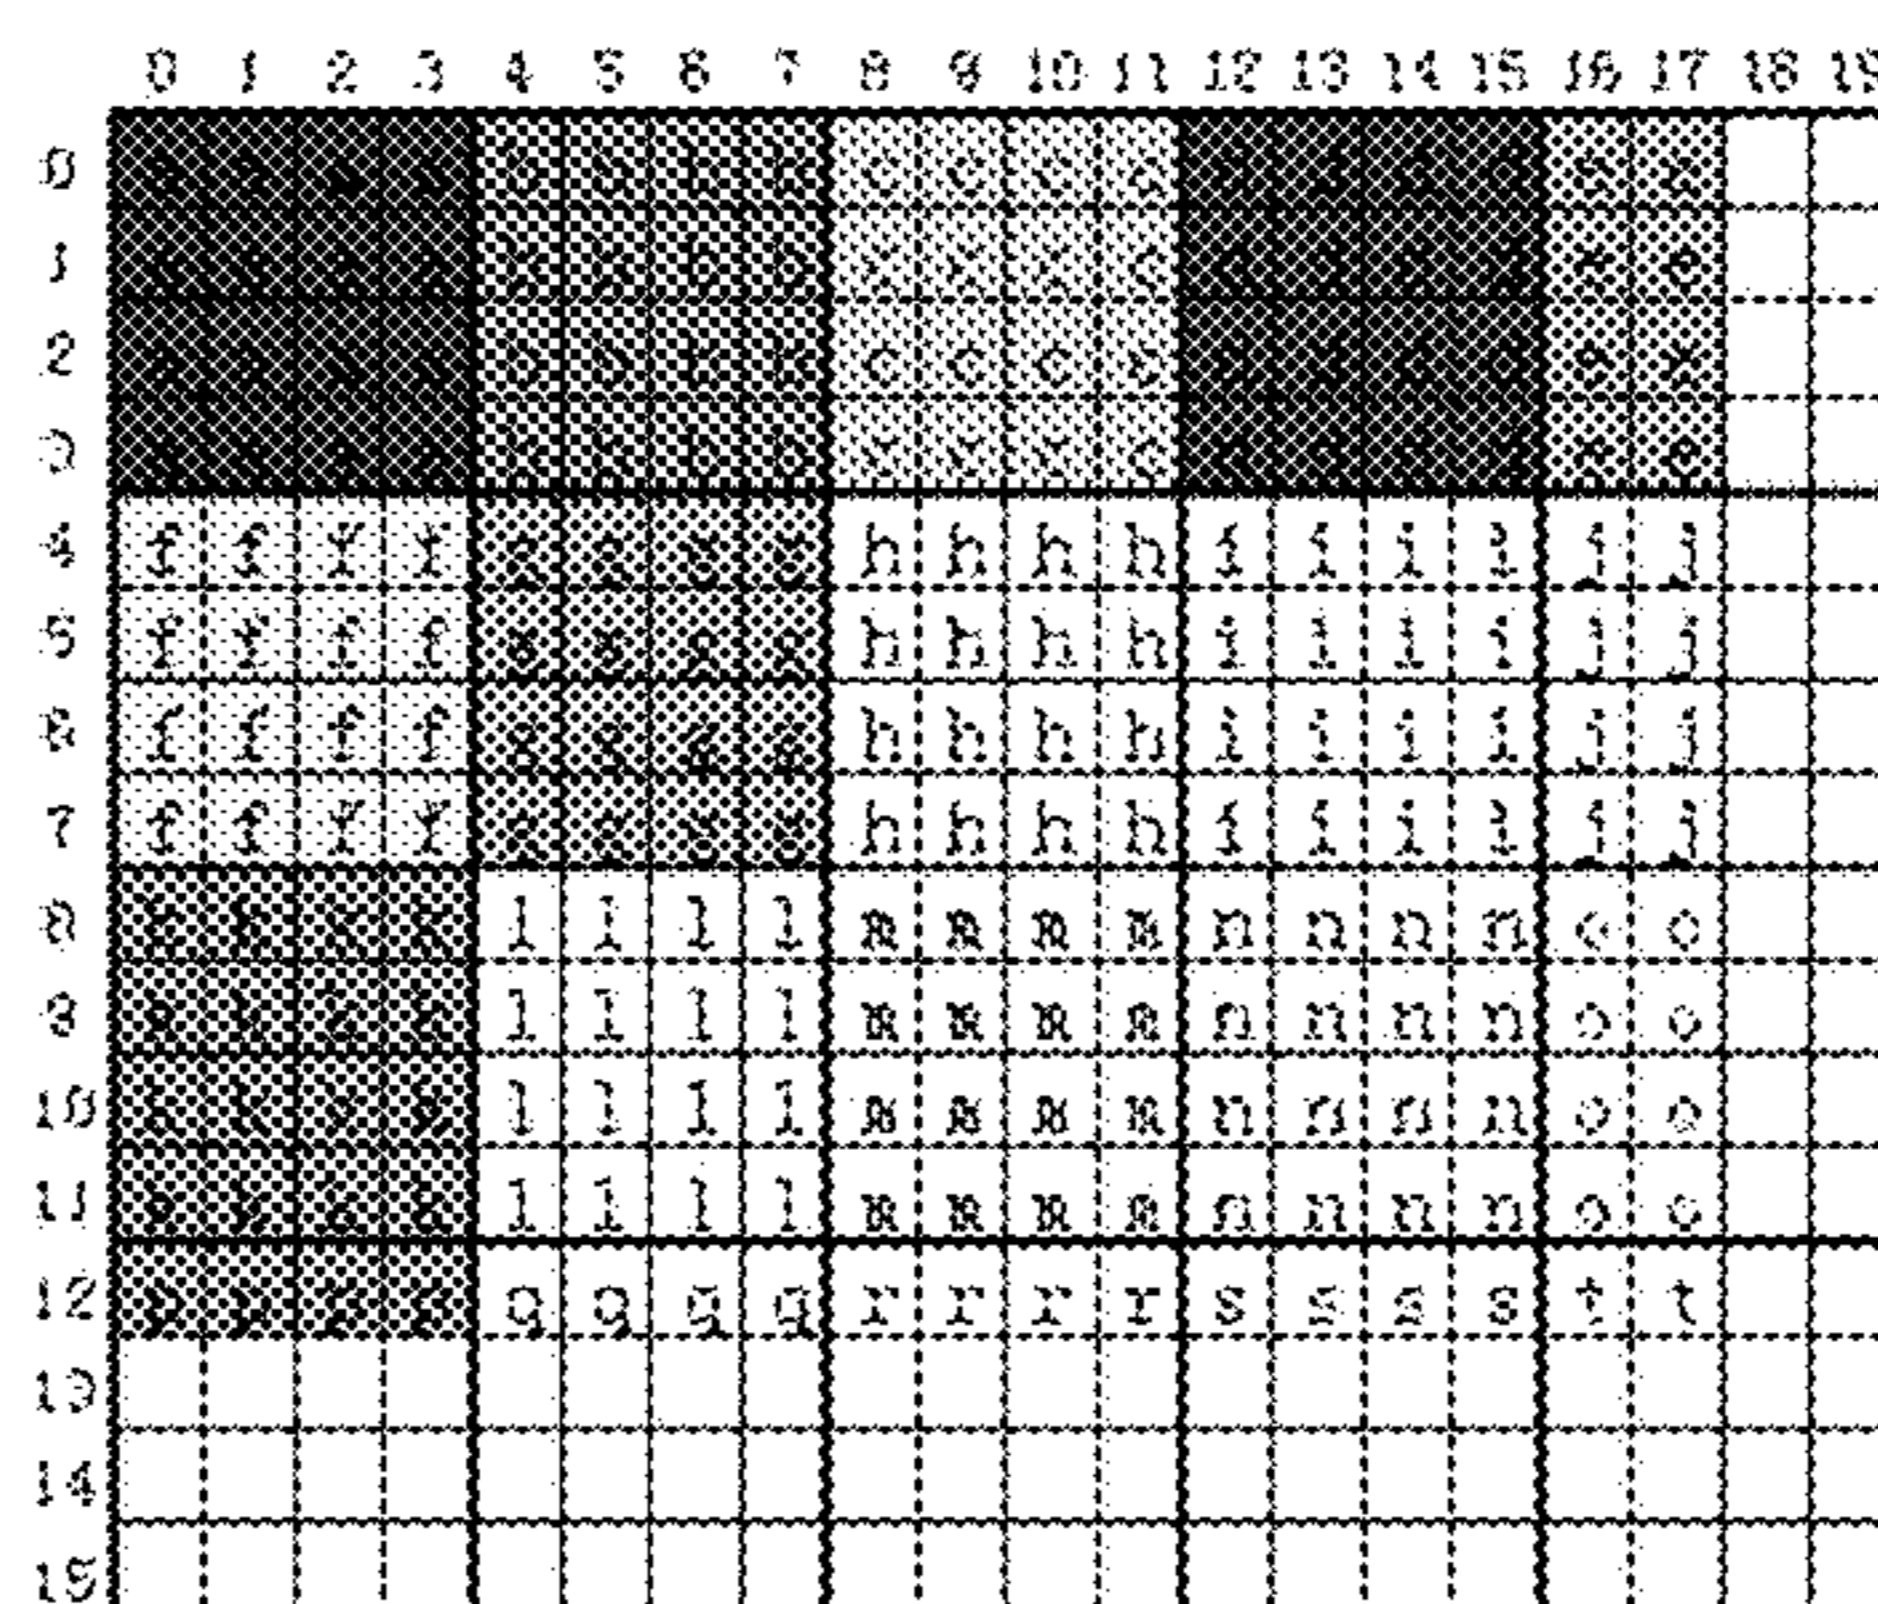 0 1 2 3 4 5 6 7 8 9 10 11 12 13 14 15 16 17 18 19
0 a a a a b b b b c c c c d d d d e e
1 a a a a b b b b c c c c d d d d e e
2 a a a a b b b b c c c c d d d d e e
3 a a a a b b b b c c c c d d d d e e
4 f f f f g g g g h h h h i i i i j j
5 f f f f g g g g h h h h i i i i j j
6 f f f f g g g g h h h h i i i i j j
7 f f f f g g g g h h h h i i i i j j
8 k k k k l l l l m m m m n n n n o o
9 k k k k l l l l m m m m n n n n o o
10 k k k k l l l l m m m m n n n n o o
11 k k k k l l l l m m m m n n n n o o
12 p p p p q q q q r r r r s s s s t t
13
14
15